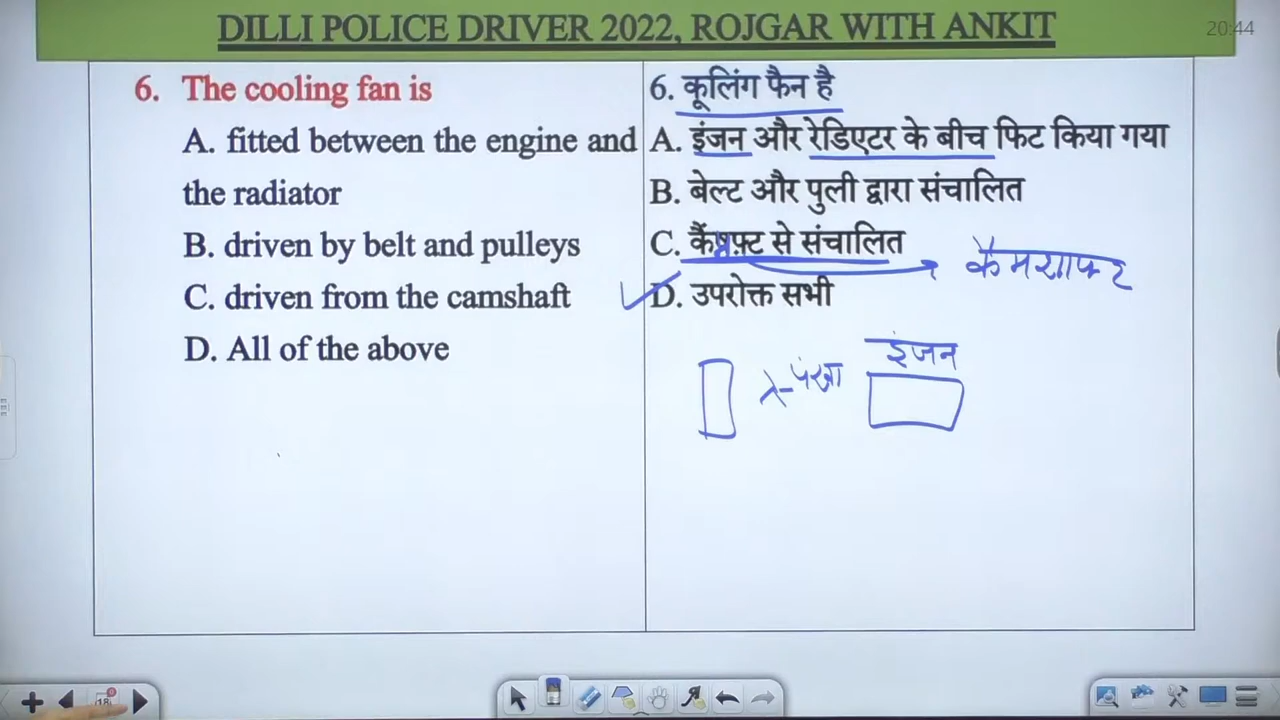 DILLI POLICE DRIVER 2022, ROJGAR WITH ANKIT
20:44
6. The cooling fan is
A. fitted between the engine and
the radiator
B. driven by belt and pulleys
C. driven from the camshaft
D. All of the above
6. कूलिंग फैन है
A. इंजन और रेडिएटर के बीच फिट किया गया
B. बेल्ट और पुली द्वारा संचालित
C. कैंषफ़्ट से संचालित
कैमशाफ्ट
D. उपरोक्त सभी
इंजन
पंखा
18